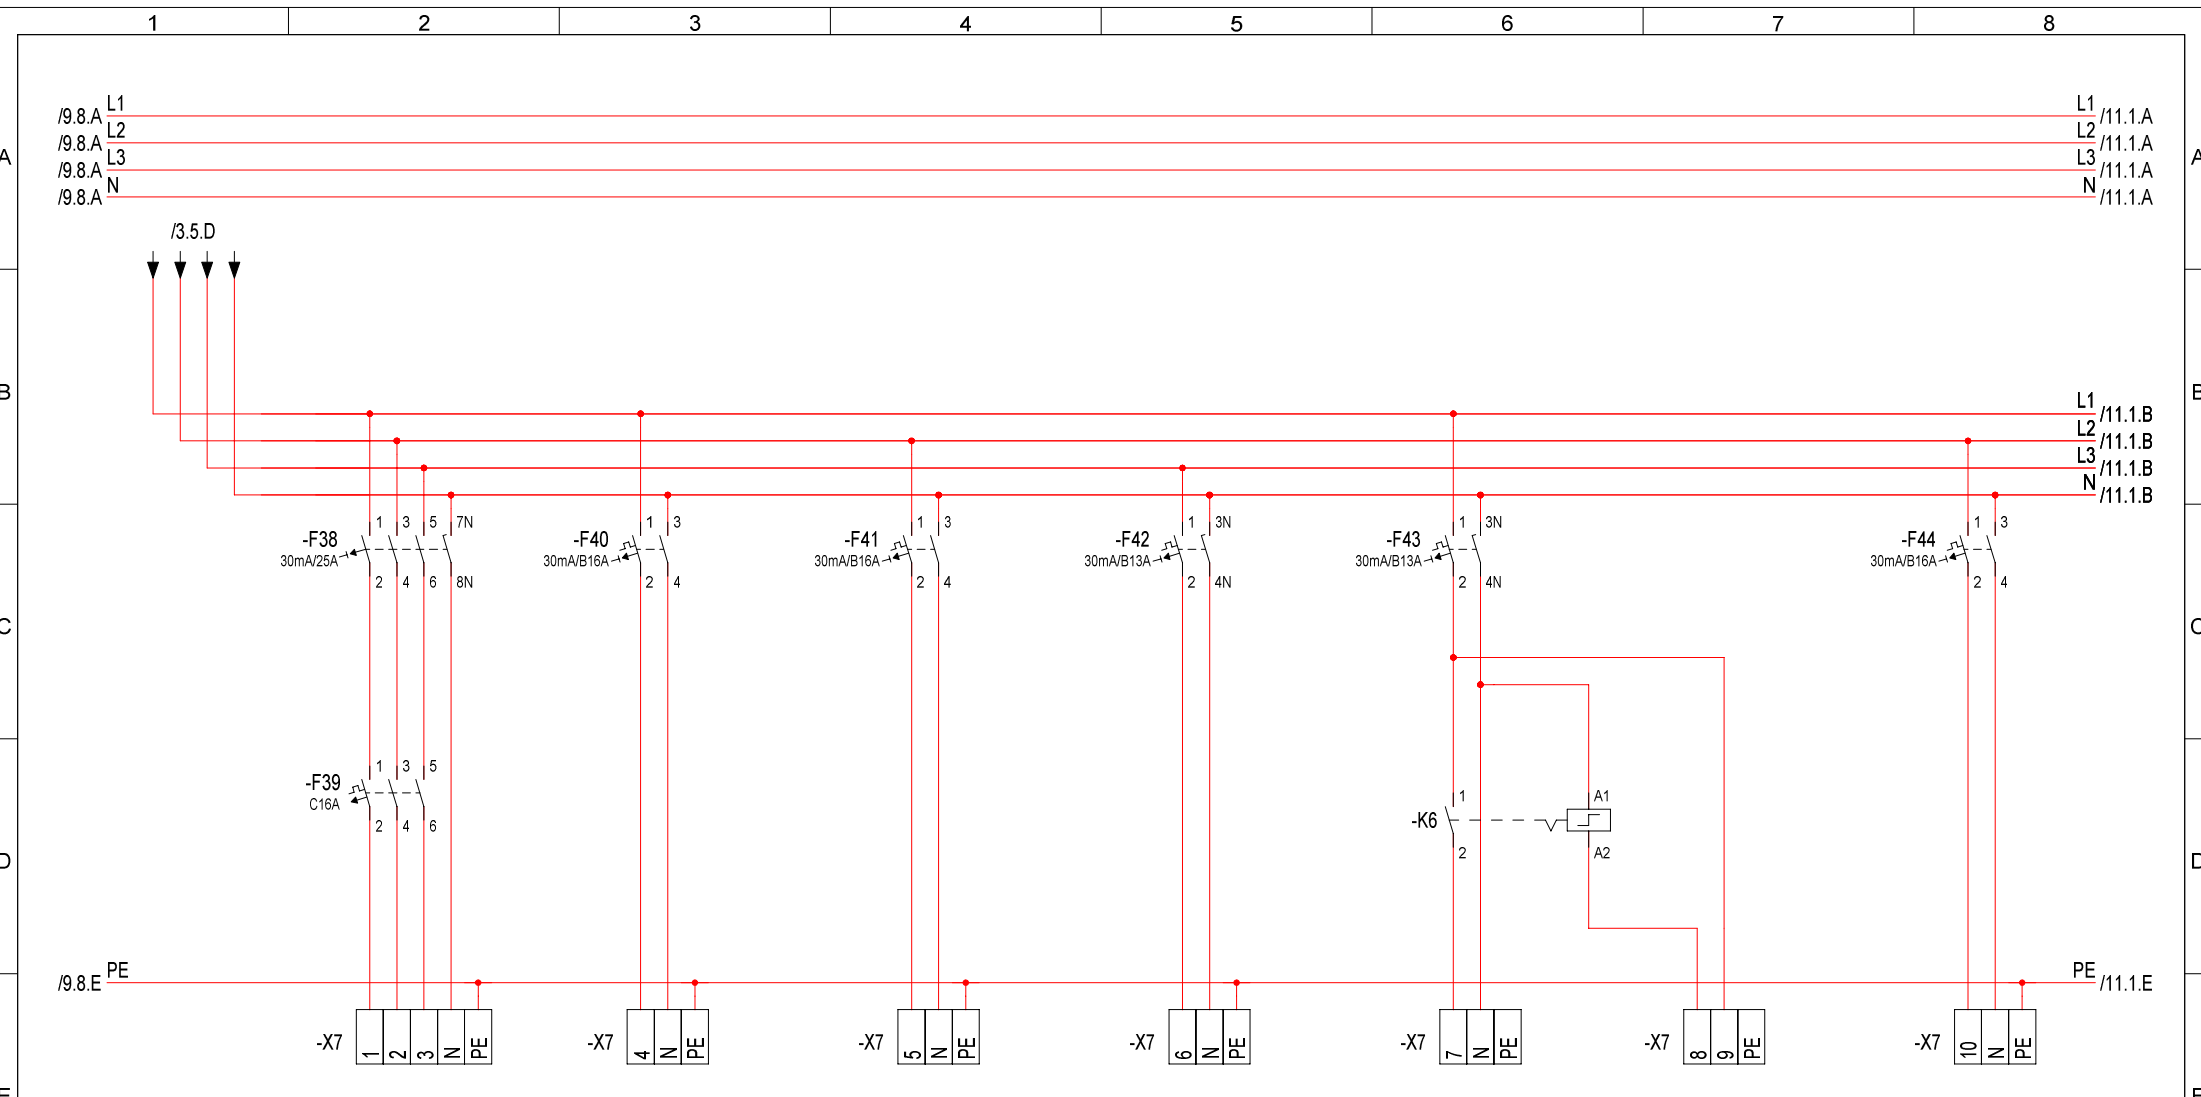 1 2 3 4 5 6 7 8
L1 L1
/9.8.A /11.1.A
L2 L2
/9.8.A /11.1.A
A L3 L3 A
/9.8.A /11.1.A
N N
/9.8.A /11.1.A
/3.5.D
B B
L1 /11.1.B
L2 /11.1.B
L3 /11.1.B
N /11.1.B
1 3 5 7N 1 3 1 3 1 3N 1 3N 1 3
-F38 -F40 -F41 -F42 -F43 -F44
30mA/25A 30mA/B16A 30mA/B16A 30mA/B13A 30mA/B13A 30mA/B16A
2 4 6 8N 2 4 2 4 2 4N 2 4N 2 4
C C
1 3 5
-F39
C16A
2 4 6
1 A1
-K6
2 A2
D D
PE PE
/9.8.E /11.1.E
-X7 1 2 3 N PE
-X7 4 N PE
-X7 5 N PE
-X7 6 N PE
-X7 7 N PE
-X7 8 9 PE
-X7 10 N PE